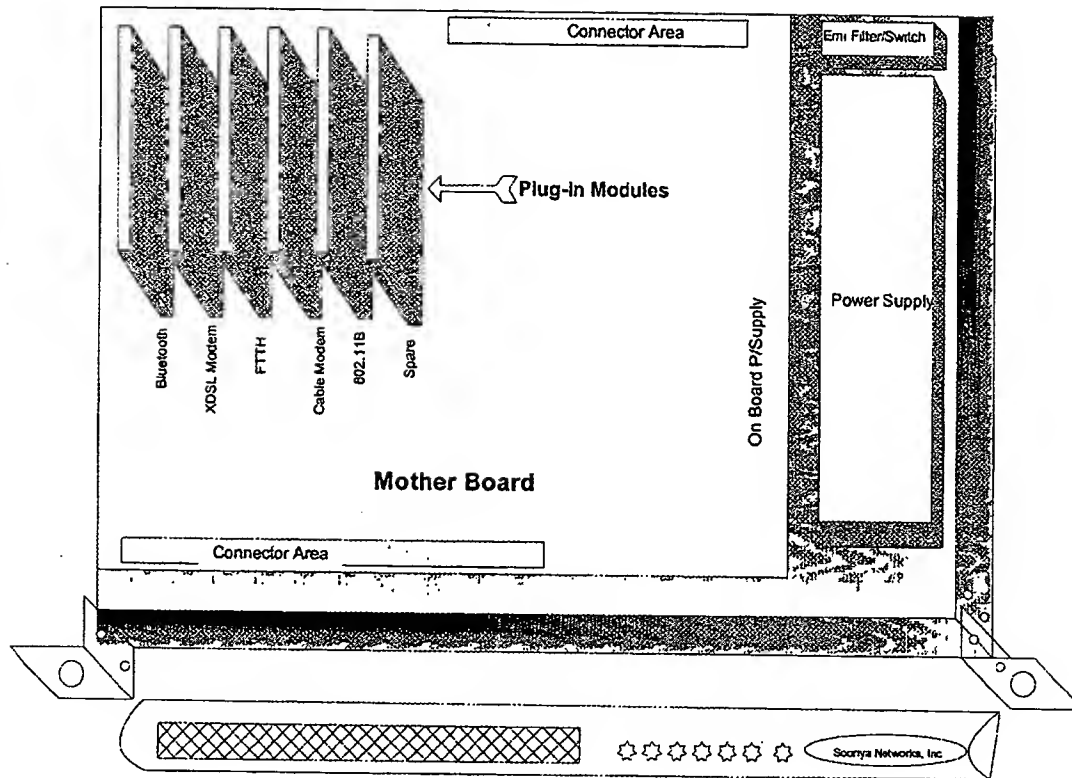 Connector Area
Emi Filter/Switch
Plug-in Modules
Power Supply
On Board P/Supply
Bluetooth
XDSL Modem
FTTH
Cable Modem
802.11B
Spare
Mother Board
Connector Area
Soonya Networks, Inc